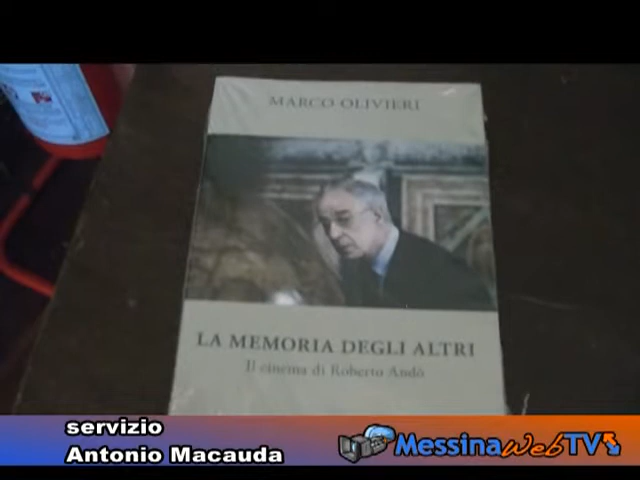 MARCO OLIVIERI
LA MEMORIA DEGLI ALTRI
Il cinema di Roberto Andò
servizio
Antonio Macauda
MessinaWebTV